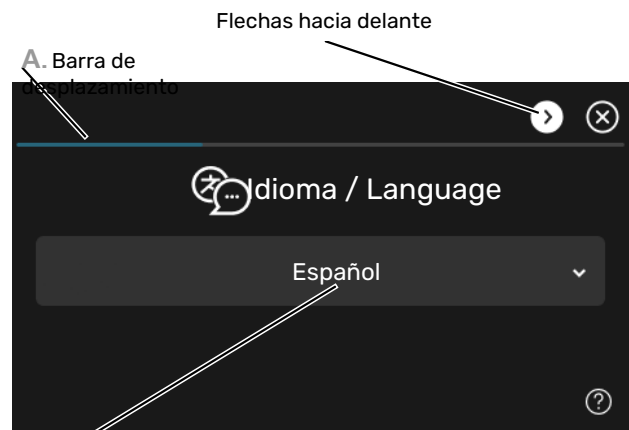 Flechas hacia delante
A. Barra de
desplazamiento
Idioma / Language
Español
?